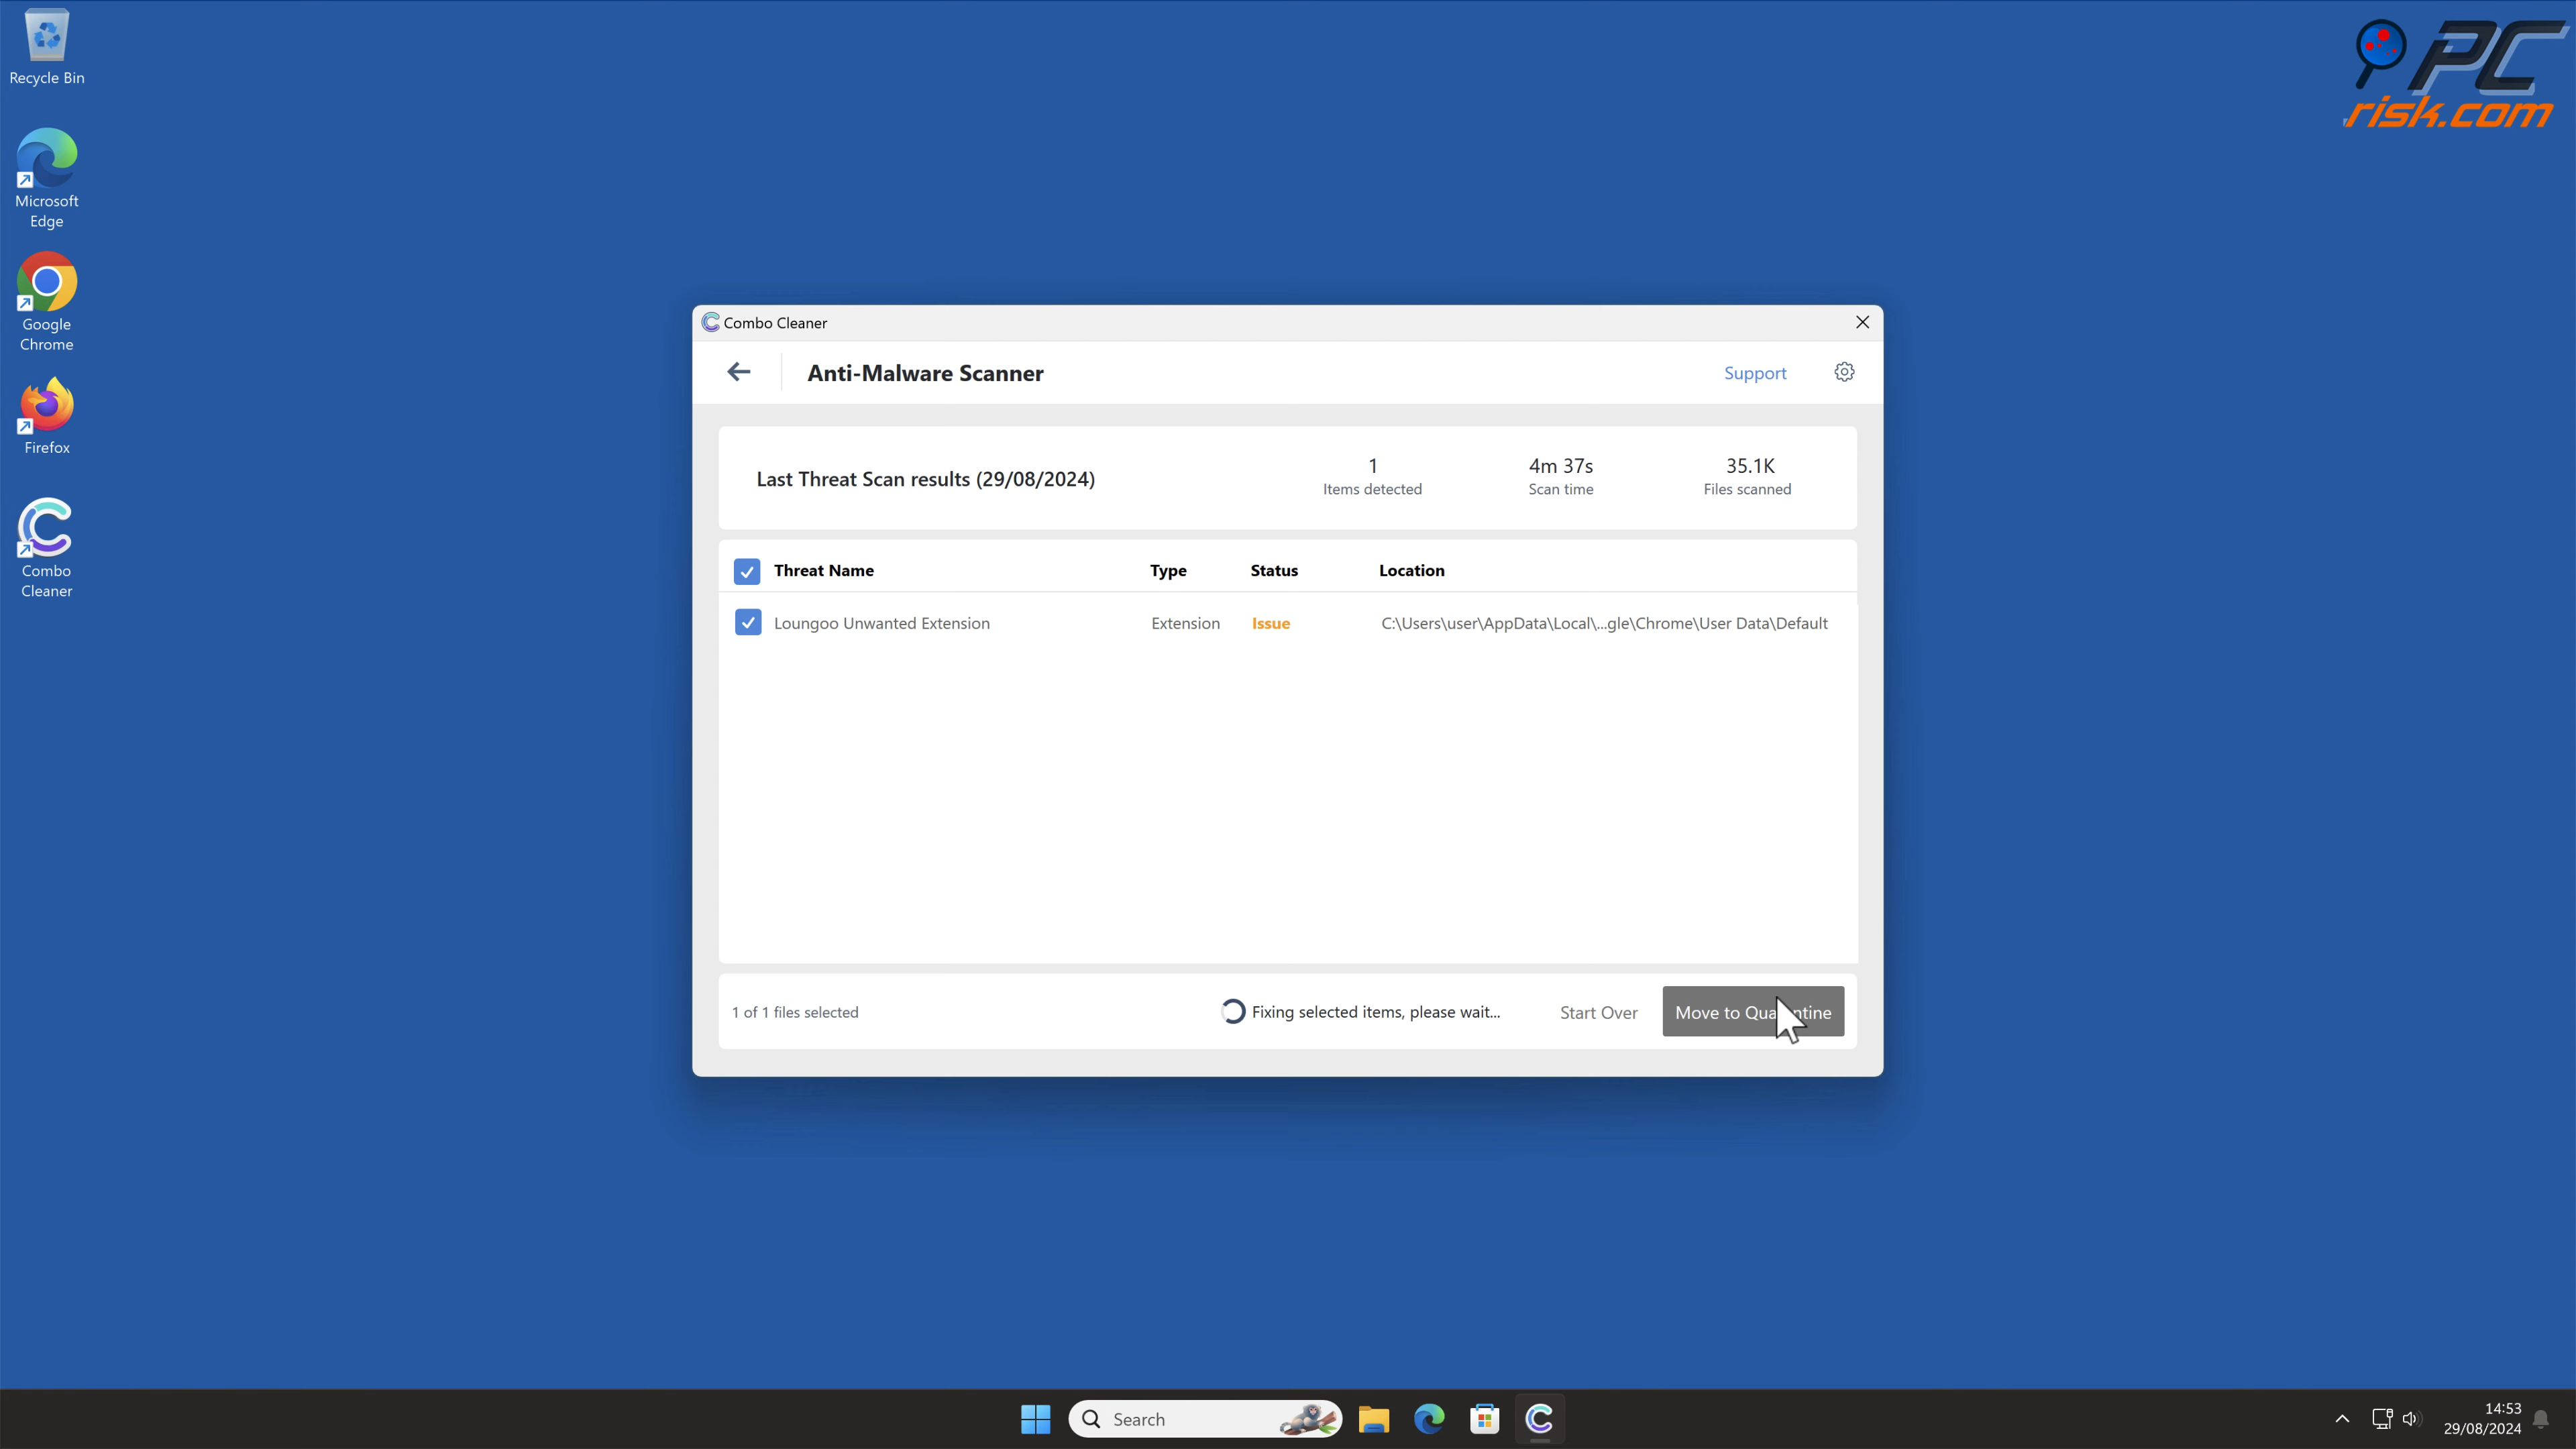 Recycle Bin
Microsoft
Edge
Google
Chrome
Firefox
Combo
Cleaner
PC
risk.com
Combo Cleaner
Anti-Malware Scanner
Support
Last Threat Scan results (29/08/2024)
1
Items detected
4m 37s
Scan time
35.1K
Files scanned
Threat Name Type Status Location
Loungoo Unwanted Extension Extension Issue C:\Users\user\AppData\Local\...gle\Chrome\User Data\Default
1 of 1 files selected
Fixing selected items, please wait...
Start Over
Move to Quarantine
Search
14:53
29/08/2024